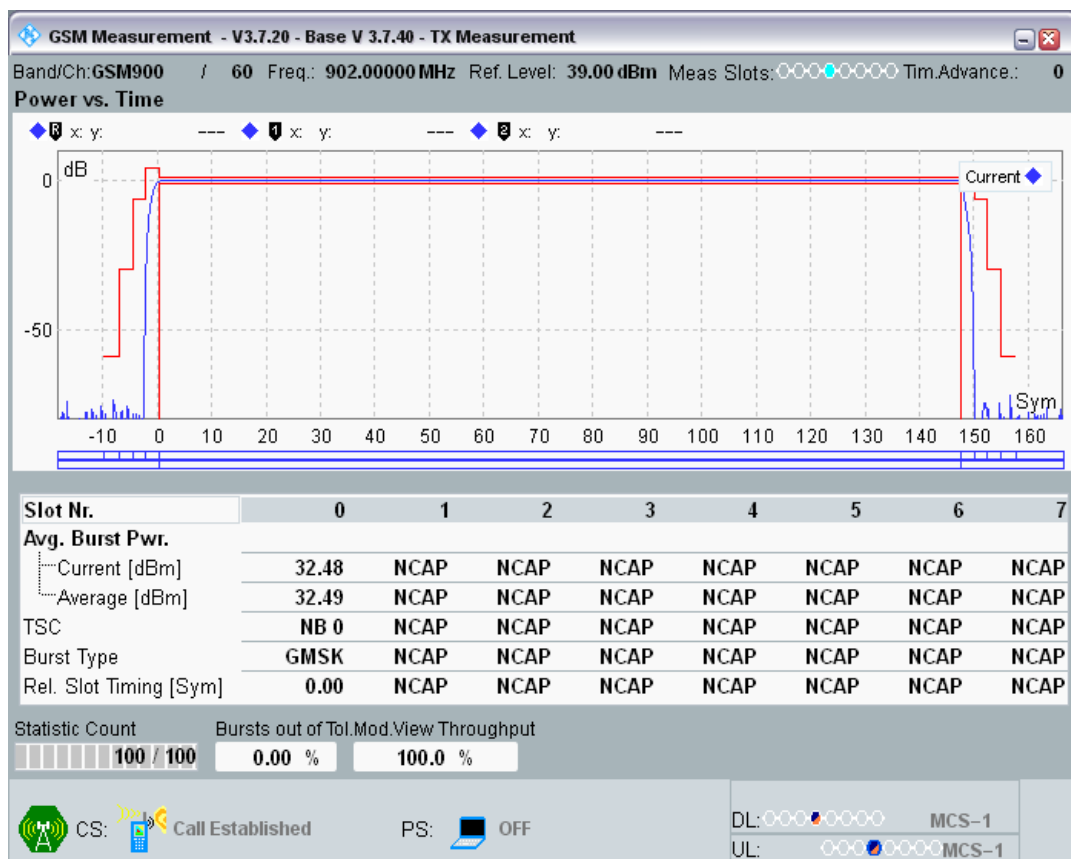 GSM Measurement - V3.7.20 - Base V 3.7.40 - TX Measurement
Band/Ch:GSM900 / 60 Freq.: 902.00000 MHz Ref. Level: 39.00 dBm Meas Slots: Tim.Advance.: 0
Power vs. Time
R x: y: --- 1 x: y: --- 2 x: y: ---
dB
Current
0
-50
Sym
-10 0 10 20 30 40 50 60 70 80 90 100 110 120 130 140 150 160
Slot Nr. 0 1 2 3 4 5 6 7
Avg. Burst Pwr.
Current [dBm] 32.48 NCAP NCAP NCAP NCAP NCAP NCAP NCAP
Average [dBm] 32.49 NCAP NCAP NCAP NCAP NCAP NCAP NCAP
TSC NB 0 NCAP NCAP NCAP NCAP NCAP NCAP NCAP
Burst Type GMSK NCAP NCAP NCAP NCAP NCAP NCAP NCAP
Rel. Slot Timing [Sym] 0.00 NCAP NCAP NCAP NCAP NCAP NCAP NCAP
Statistic Count Bursts out of Tol. Mod.View Throughput
100 / 100 0.00 % 100.0 %
CS: Call Established PS: OFF
DL: MCS-1
UL: MCS-1